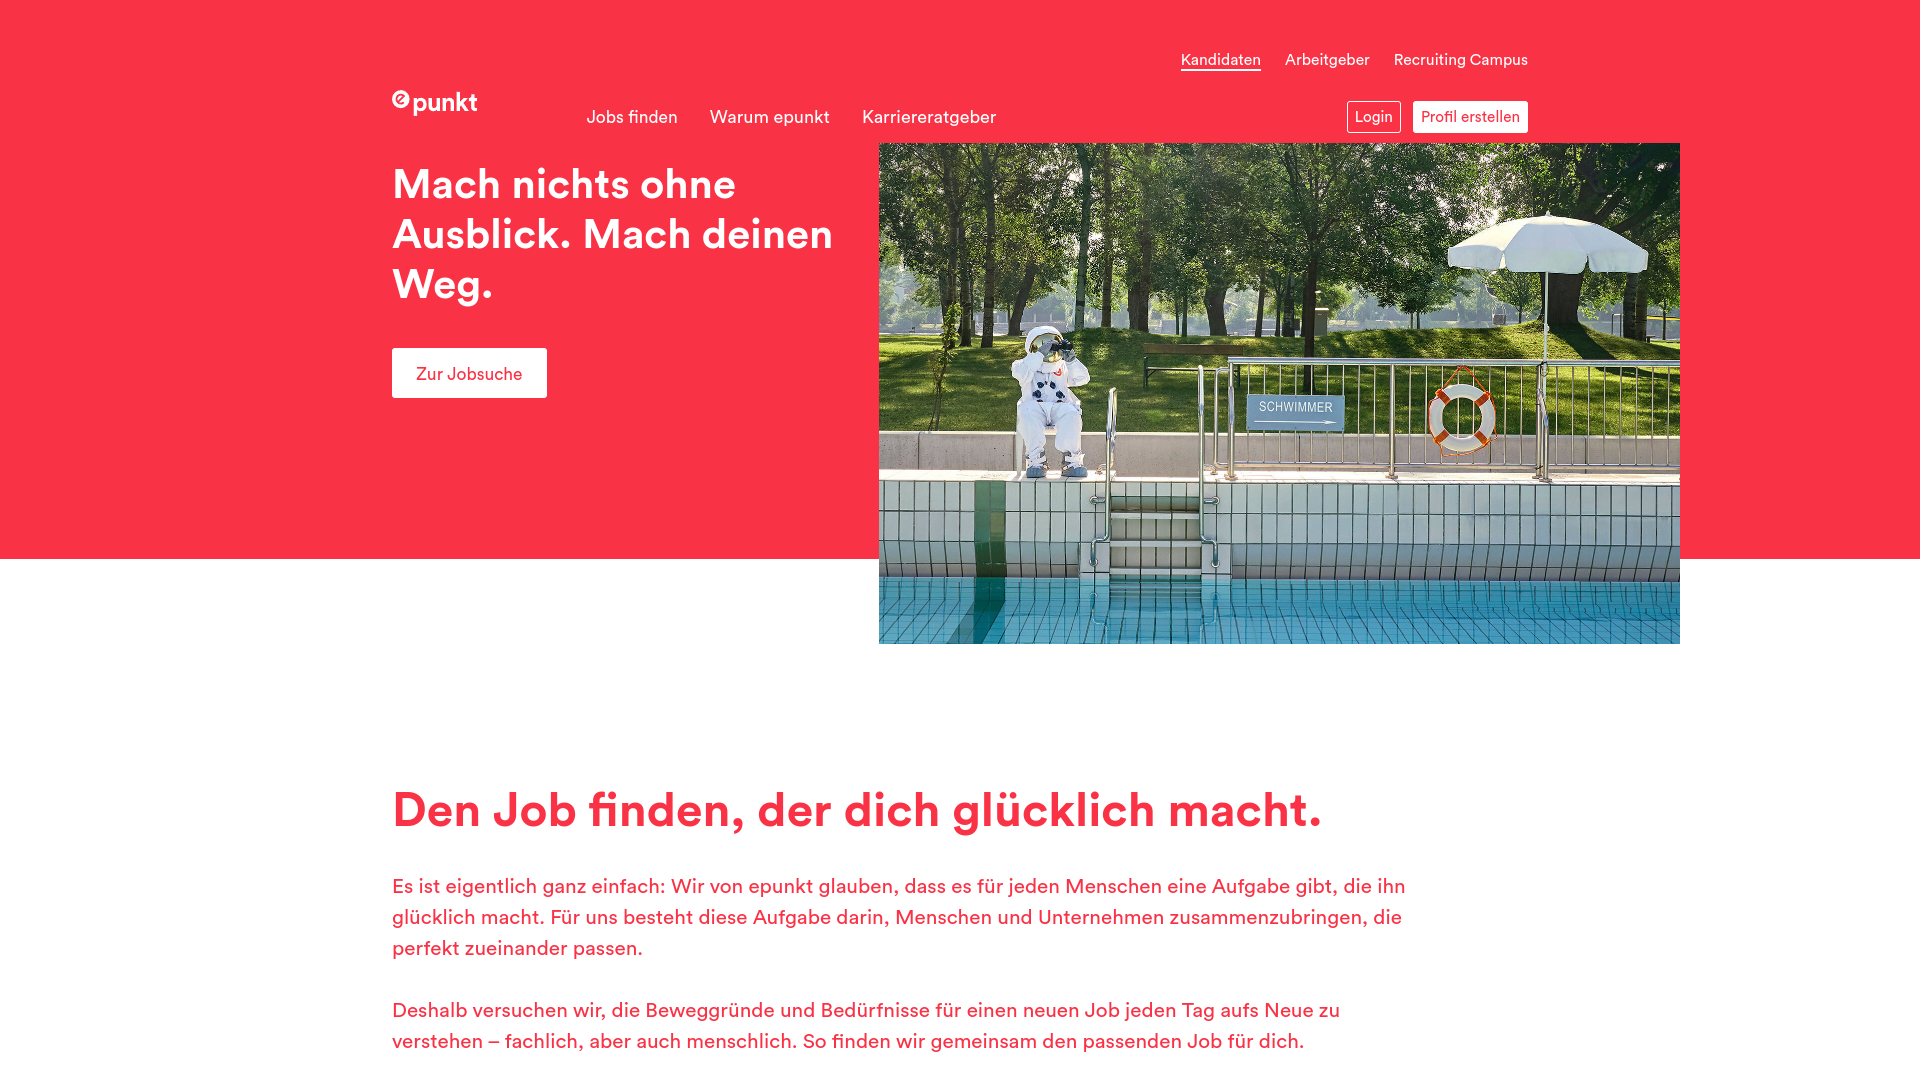 Kandidaten Arbeitgeber Recruiting Campus
epunkt Jobs finden Warum epunkt Karriereratgeber Login Profil erstellen
Mach nichts ohne
Ausblick. Mach deinen
Weg.
Zur Jobsuche
SCHWIMMER
Den Job finden, der dich glücklich macht.
Es ist eigentlich ganz einfach: Wir von epunkt glauben, dass es für jeden Menschen eine Aufgabe gibt, die ihn
glücklich macht. Für uns besteht diese Aufgabe darin, Menschen und Unternehmen zusammenzubringen, die
perfekt zueinander passen.
Deshalb versuchen wir, die Beweggründe und Bedürfnisse für einen neuen Job jeden Tag aufs Neue zu
verstehen – fachlich, aber auch menschlich. So finden wir gemeinsam den passenden Job für dich.